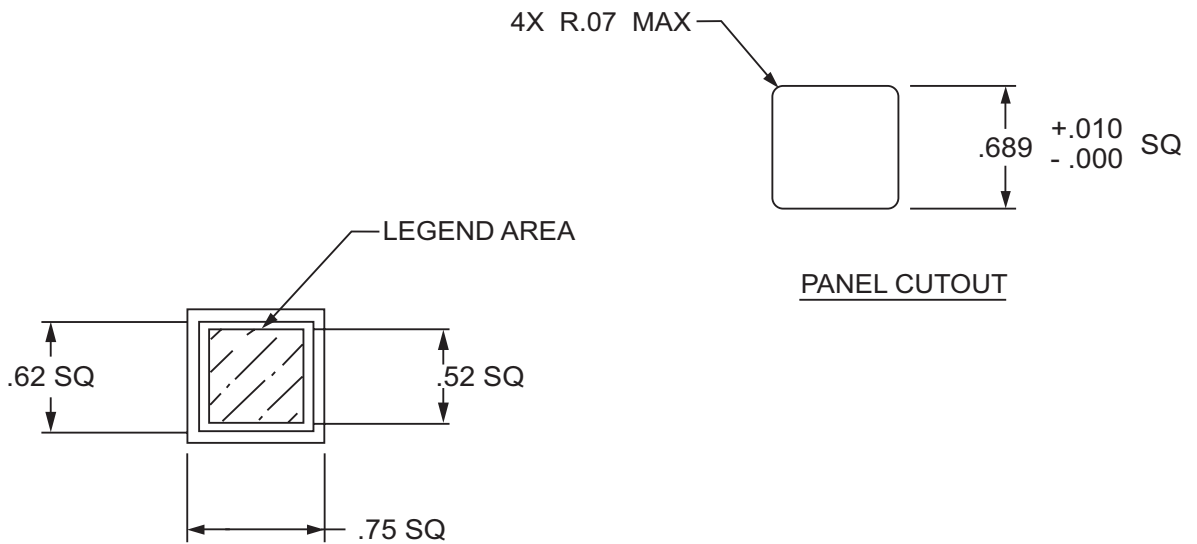 4X R.07 MAX
.689 +.010 SQ
- .000
LEGEND AREA
PANEL CUTOUT
.62 SQ
.52 SQ
.75 SQ